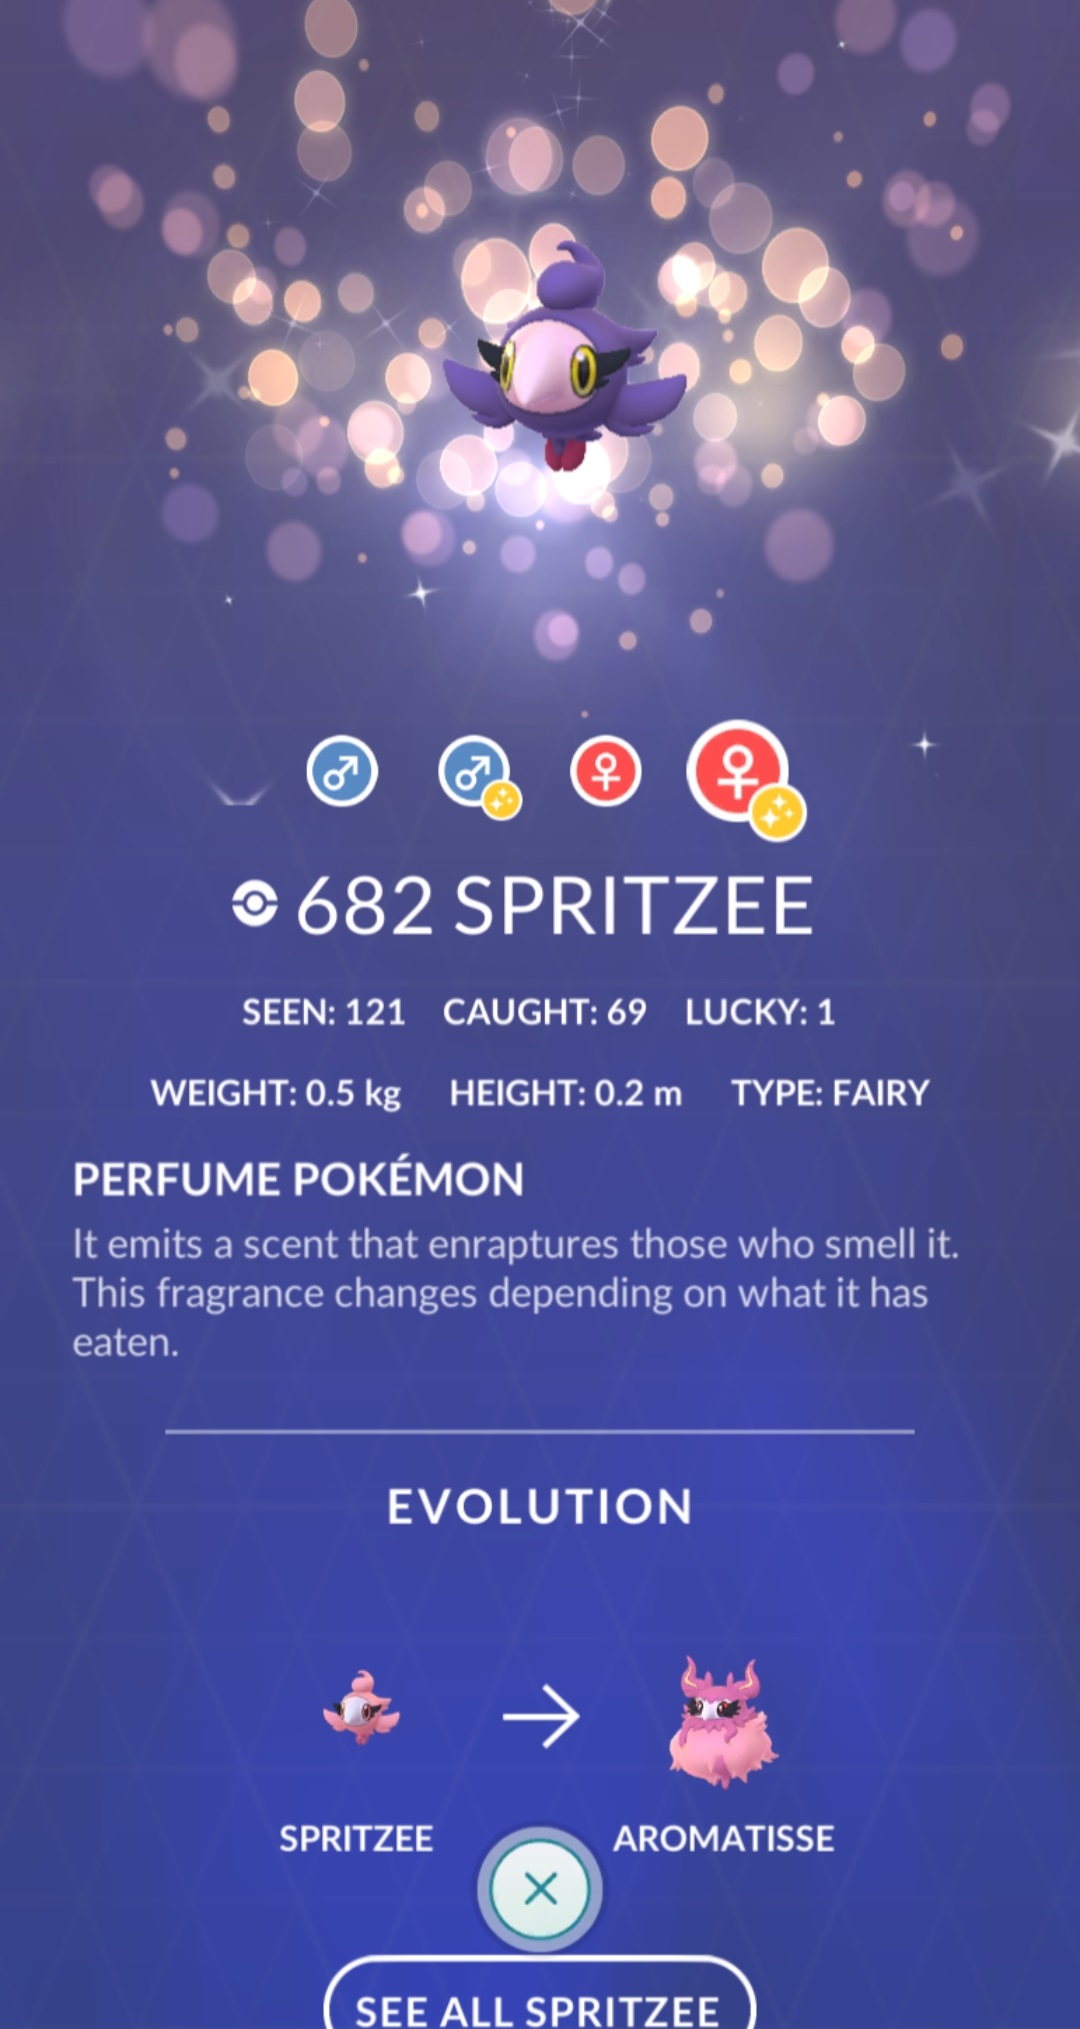 682 SPRITZEE
SEEN: 121 CAUGHT: 69 LUCKY: 1
WEIGHT: 0.5 kg HEIGHT: 0.2 m TYPE: FAIRY
PERFUME POKÉMON
It emits a scent that enraptures those who smell it.
This fragrance changes depending on what it has
eaten.
EVOLUTION
SPRITZEE AROMATISSE
SEE ALL SPRITZEE